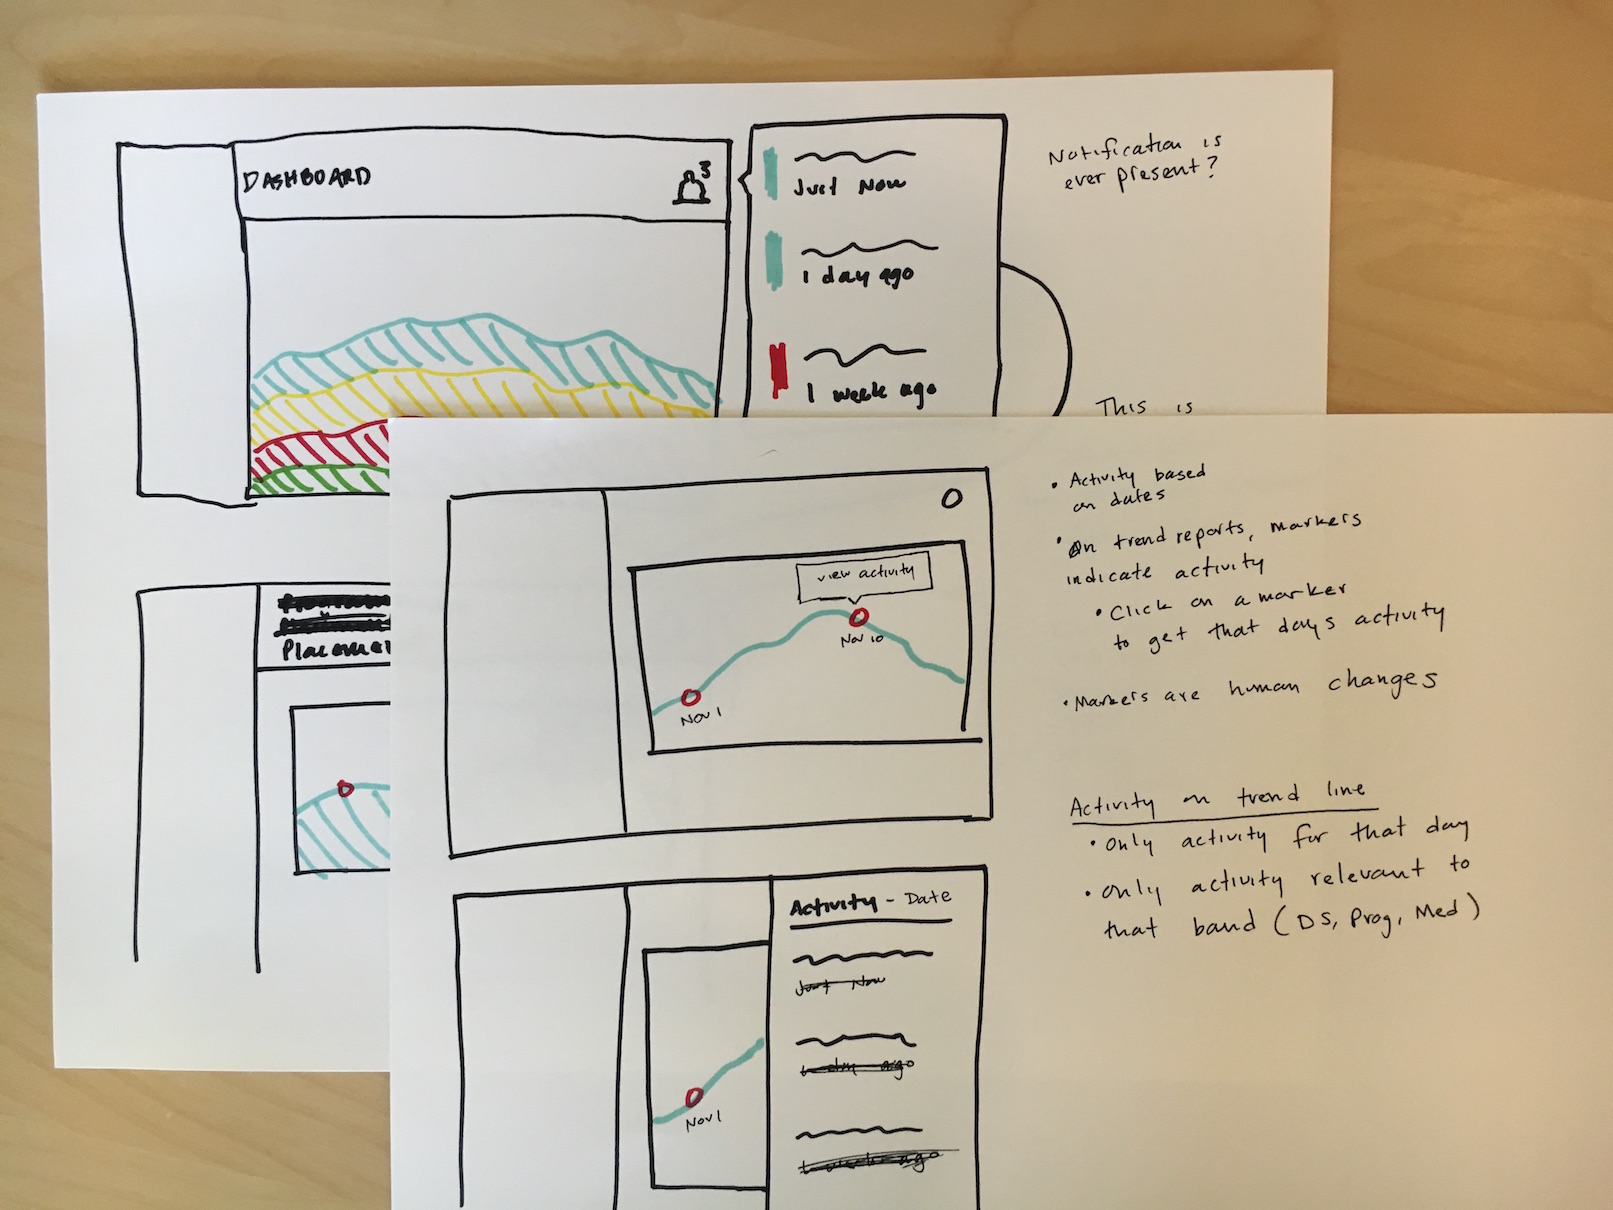 DASHBOARD
3
Just Now
1 day ago
1 week ago
Notification is
ever present?
This is
Placemen
view activity
Nov 10
Nov 1
• Activity based
on dates
• On trend reports, markers
indicate activity
• Click on a marker
to get that days activity
• Markers are human changes
Activity on trend line
• only activity for that day
• only activity relevant to
that band (DS, Prog, Med)
Activity - Date
Just Now
1 day ago
1 week ago
Nov 1